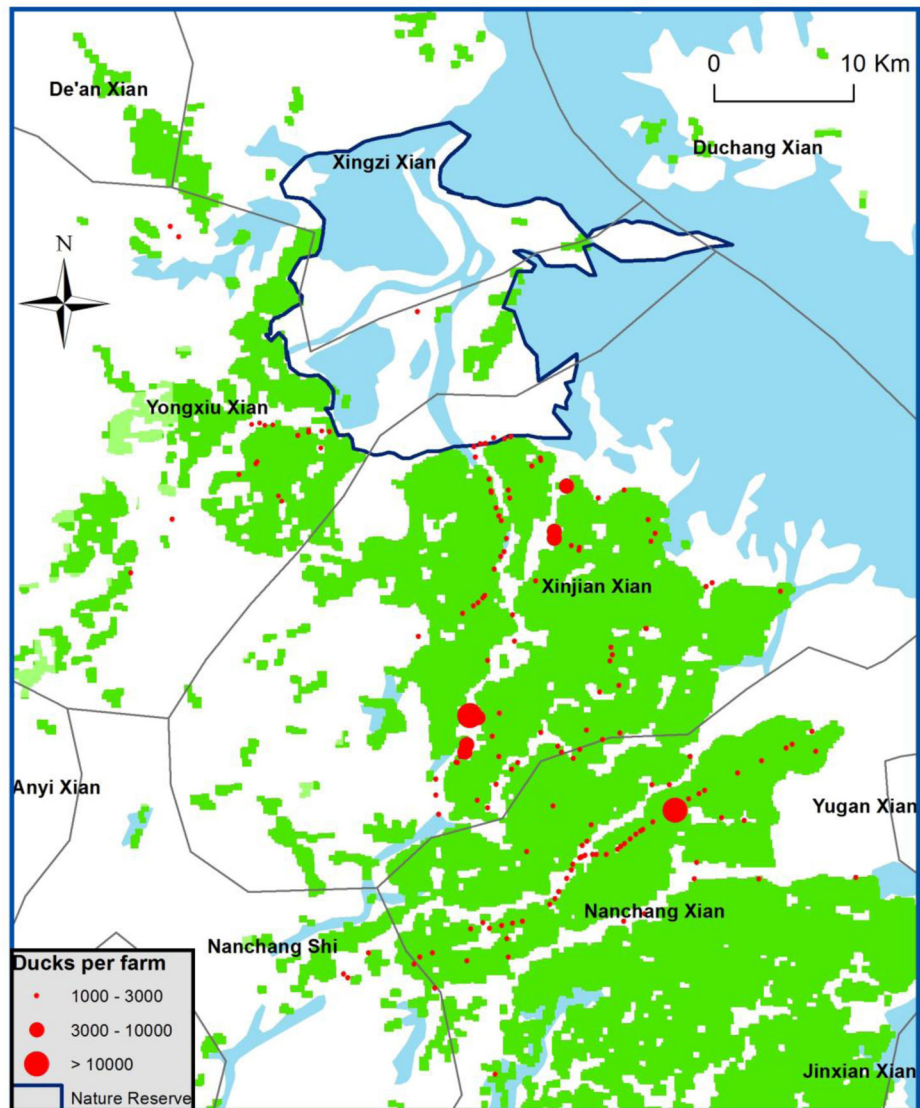 0 10 Km
De'an Xian
Xingzi Xian
Duchang Xian
N
Yongxiu Xian
Xinjian Xian
Anyi Xian
Yugan Xian
Nanchang Xian
Nanchang Shi
Ducks per farm
1000 - 3000
3000 - 10000
> 10000
Jinxian Xian
Nature Reserve